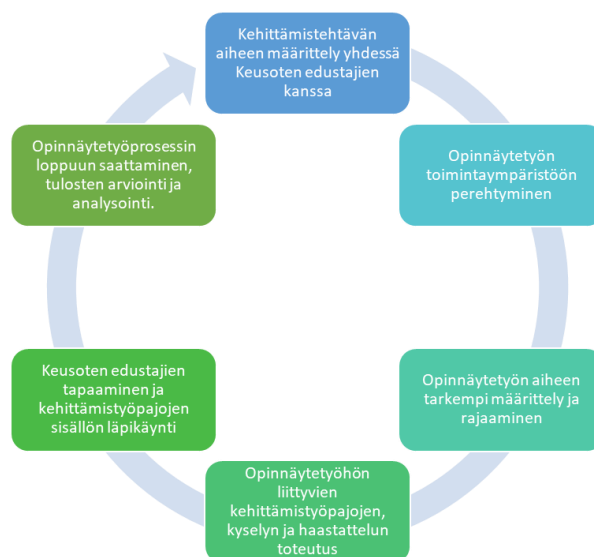 Kehittämistehtävän
aiheen määrittely yhdessä
Keusoten edustajien
kanssa
Opinnäytetyön
toimintaympäristöön
perehtyminen
Opinnäytetyön aiheen
tarkempi määrittely ja
rajaaminen
Opinnäytetyöhön
liittyvien
kehittämistyöpajojen,
kyselyn ja haastattelun
toteutus
Keusoten edustajien
tapaaminen ja
kehittämistyöpajojen
sisällön läpikäynti
Opinnäytetyöprosessin
loppuun saattaminen,
tulosten arviointi ja
analysointi.